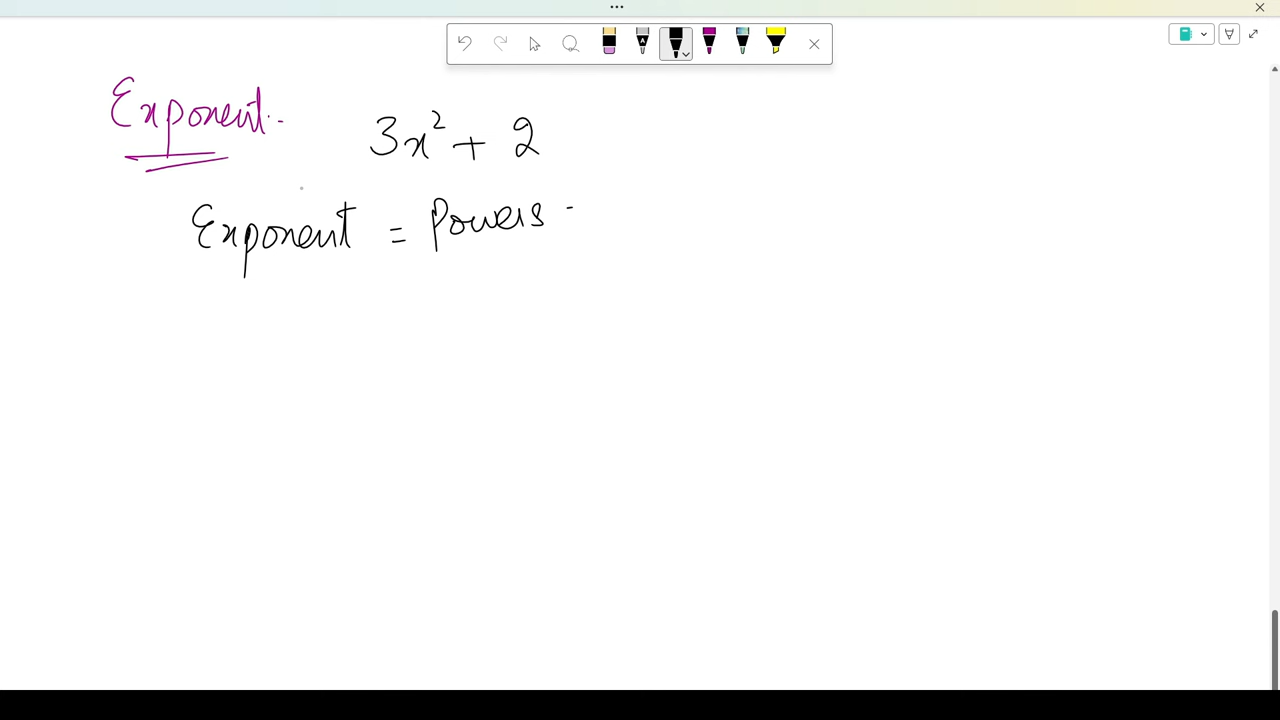 Exponent.
3x² + 2
Exponent = Powers -